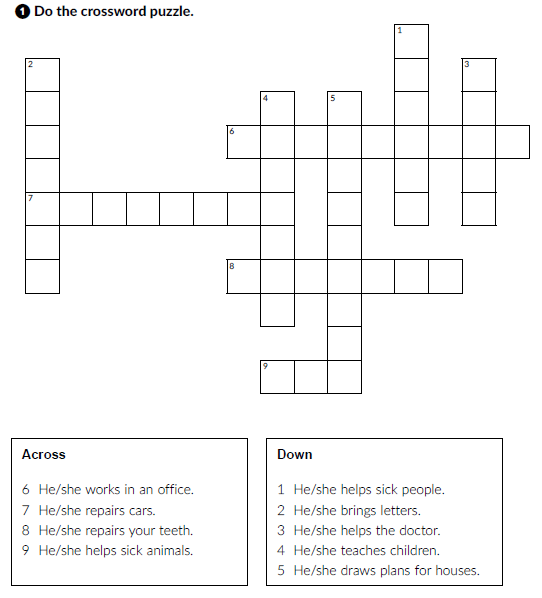 1 Do the crossword puzzle.
1
2
3
4
5
6
7
8
9
Across
6 He/she works in an office.
7 He/she repairs cars.
8 He/she repairs your teeth.
9 He/she helps sick animals.
Down
1 He/she helps sick people.
2 He/she brings letters.
3 He/she helps the doctor.
4 He/she teaches children.
5 He/she draws plans for houses.